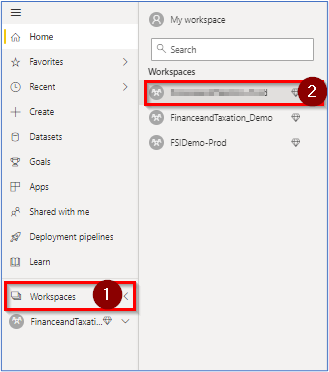 Home
Favorites
Recent
Create
Datasets
Goals
Apps
Shared with me
Deployment pipelines
Learn
Workspaces
1
FinanceandTaxati...
My workspace
Search
Workspaces
2
FinanceandTaxation_Demo
FSIDemo-Prod